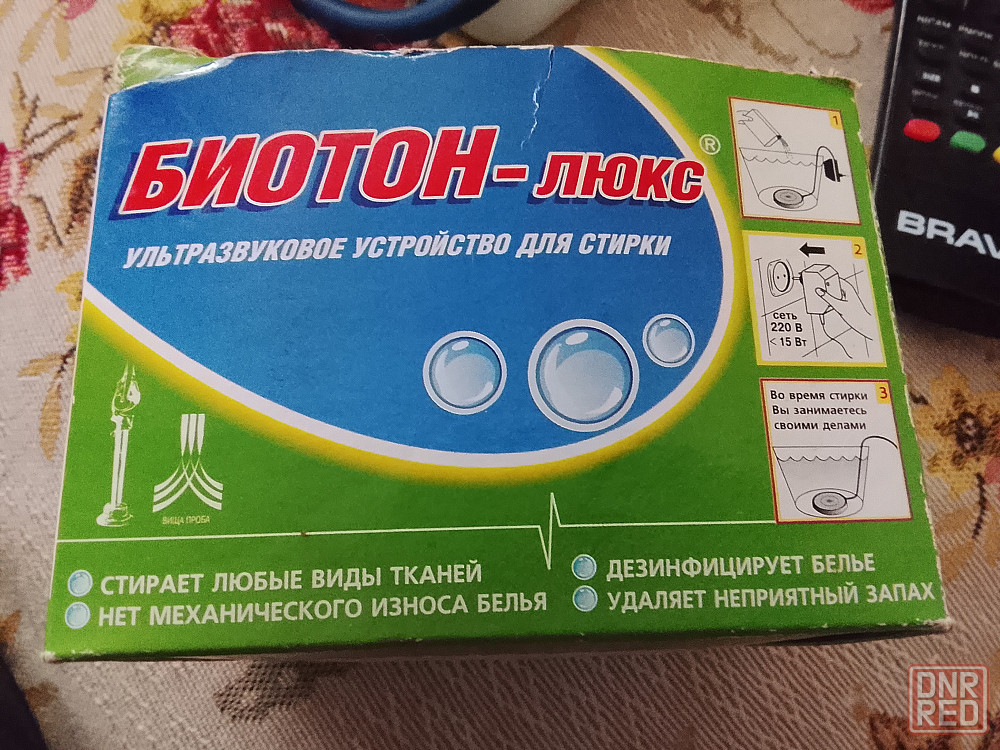 БИОТОН-ЛЮКС®
УЛЬТРАЗВУКОВОЕ УСТРОЙСТВО ДЛЯ СТИРКИ
1
2
сеть
220 В
< 15 Вт
3
Во время стирки
Вы занимаетесь
своими делами
ВИЩА ПРОБА
СТИРАЕТ ЛЮБЫЕ ВИДЫ ТКАНЕЙ
НЕТ МЕХАНИЧЕСКОГО ИЗНОСА БЕЛЬЯ
ДЕЗИНФИЦИРУЕТ БЕЛЬЕ
УДАЛЯЕТ НЕПРИЯТНЫЙ ЗАПАХ
BRAV
DNR
RED